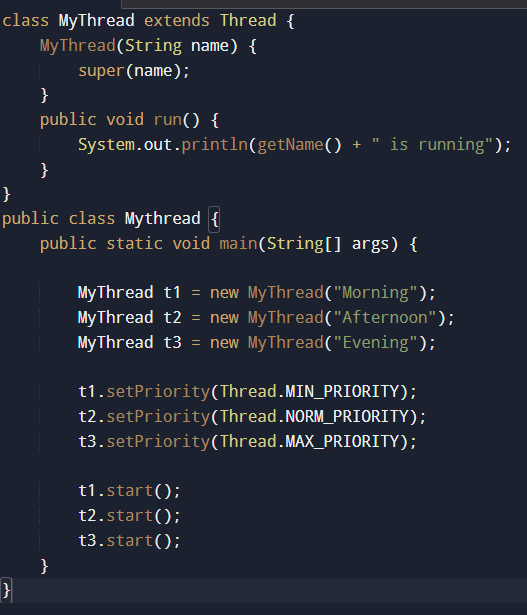 class MyThread extends Thread {
    MyThread(String name) {
        super(name);
    }
    public void run() {
        System.out.println(getName() + " is running");
    }
}
public class Mythread {
    public static void main(String[] args) {

        MyThread t1 = new MyThread("Morning");
        MyThread t2 = new MyThread("Afternoon");
        MyThread t3 = new MyThread("Evening");

        t1.setPriority(Thread.MIN_PRIORITY);
        t2.setPriority(Thread.NORM_PRIORITY);
        t3.setPriority(Thread.MAX_PRIORITY);

        t1.start();
        t2.start();
        t3.start();
    }
}